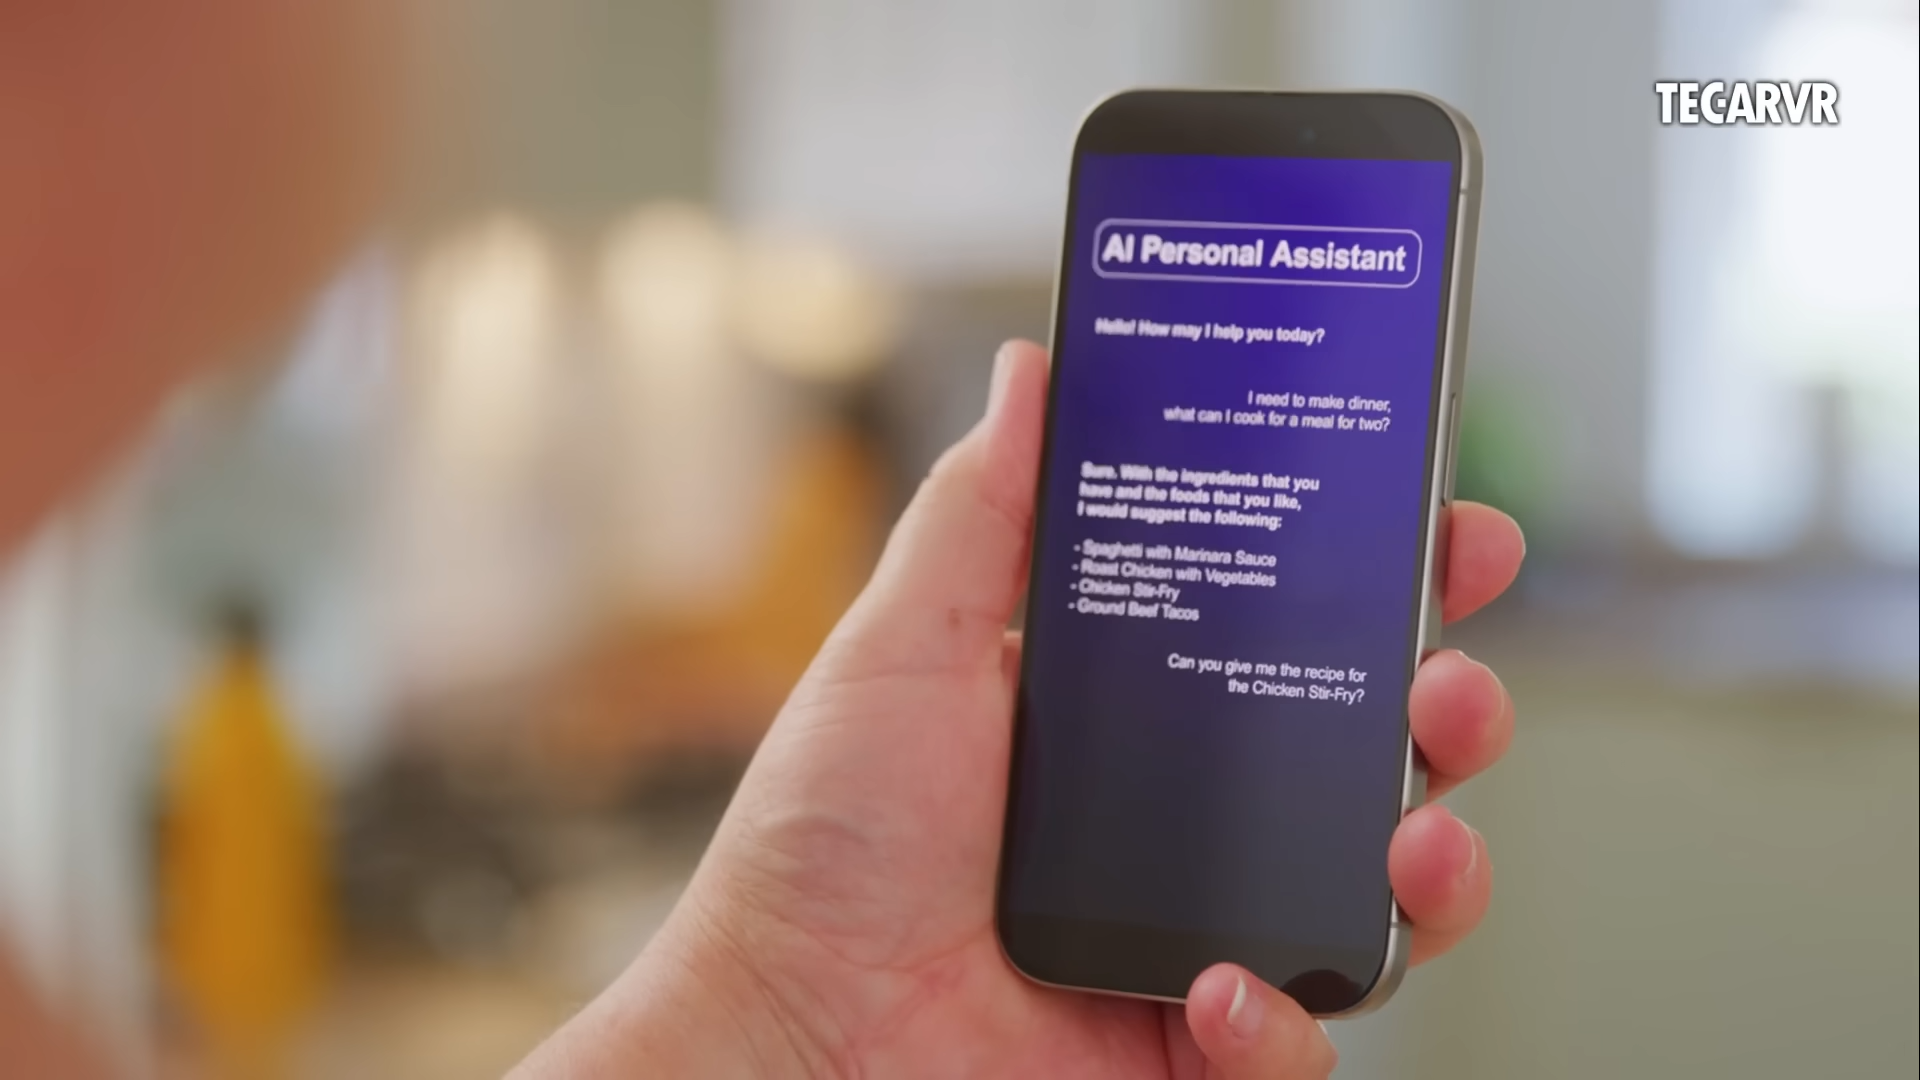 TEC-ARVR
AI Personal Assistant
Hello! How may I help you today?
I need to make dinner,
what can I cook for a meal for two?
Sure. With the ingredients that you
have and the foods that you like,
I would suggest the following:
- Spaghetti with Marinara Sauce
- Roast Chicken with Vegetables
- Chicken Stir-Fry
- Ground Beef Tacos
Can you give me the recipe for
the Chicken Stir-Fry?